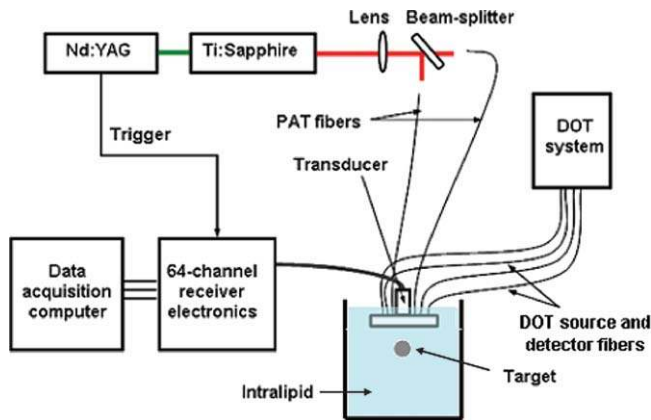 Lens
Beam-splitter
Nd:YAG
Ti:Sapphire
PAT fibers
DOT
system
Trigger
Transducer
Data
acquisition
computer
64-channel
receiver
electronics
DOT source and
detector fibers
Target
Intralipid